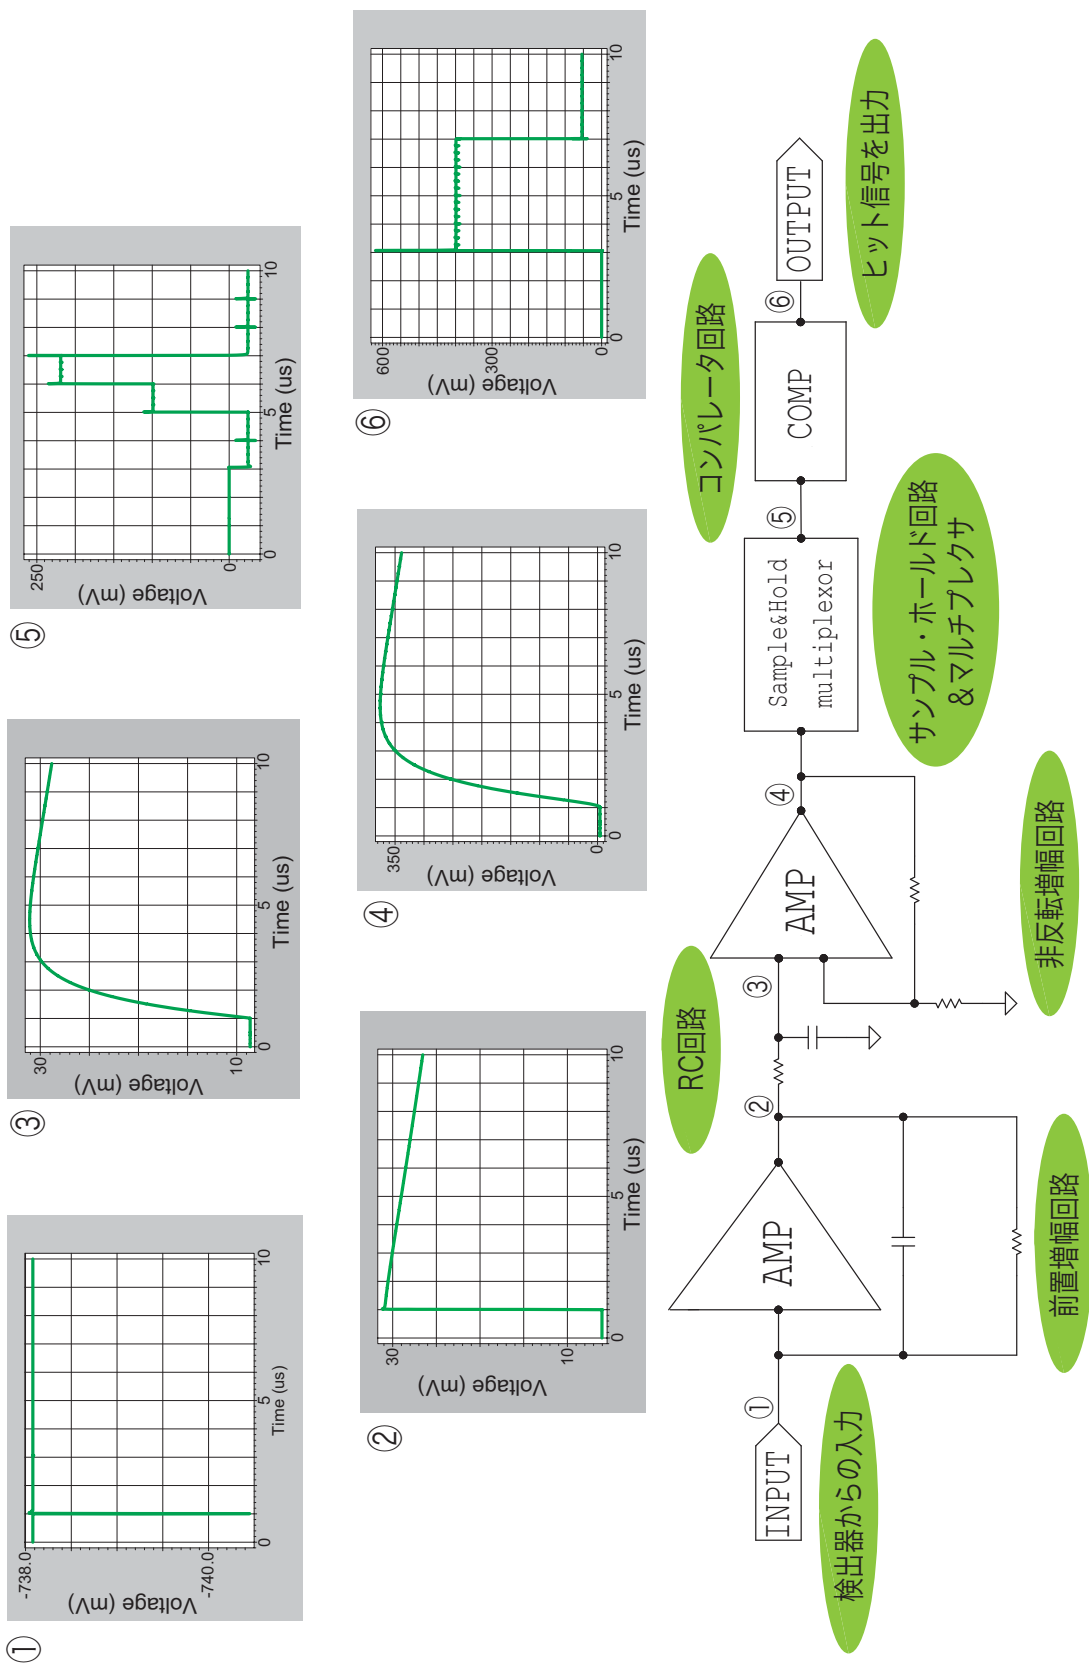 ①
Voltage (mV)
-738.0
-740.0
0
5
10
Time (us)
③
Voltage (mV)
30
10
0
5
10
Time (us)
⑤
Voltage (mV)
250
0
0
5
10
Time (us)
②
Voltage (mV)
30
10
0
5
10
Time (us)
④
Voltage (mV)
350
0
0
5
10
Time (us)
⑥
Voltage (mV)
600
300
0
0
5
10
Time (us)
RC回路
コンパレータ回路
INPUT
①
AMP
②
③
AMP
④
Sample&Hold
multiplexor
⑤
COMP
⑥
OUTPUT
検出器からの入力
前置増幅回路
非反転増幅回路
サンプル・ホールド回路
&マルチプレクサ
ヒット信号を出力